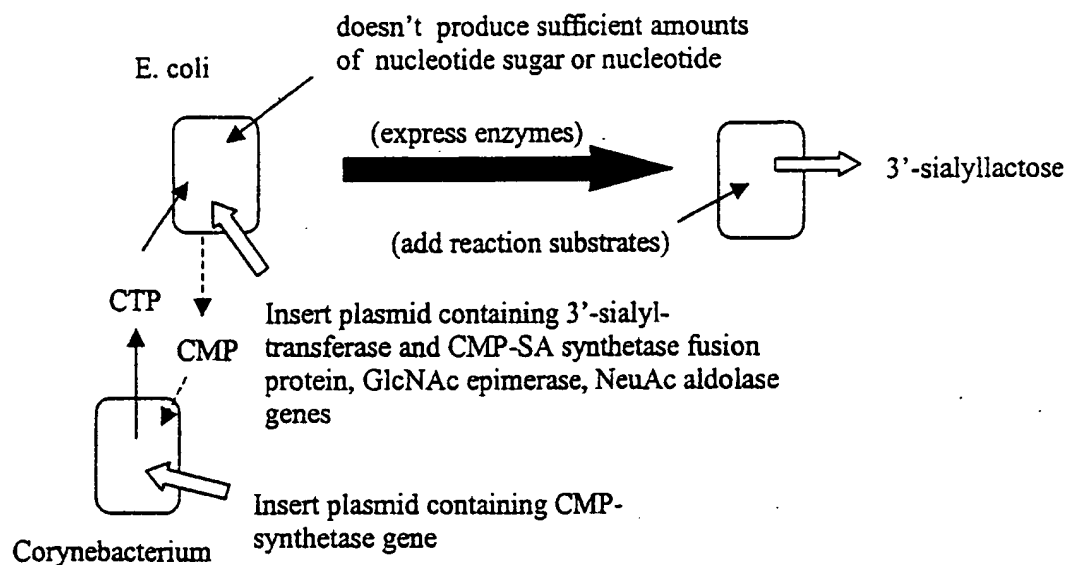 doesn't produce sufficient amounts
of nucleotide sugar or nucleotide
E. coli
(express enzymes)
3'-sialyllactose
(add reaction substrates)
CTP
CMP
Insert plasmid containing 3'-sialyl-
transferase and CMP-SA synthetase fusion
protein, GlcNAc epimerase, NeuAc aldolase
genes
Insert plasmid containing CMP-
synthetase gene
Corynebacterium